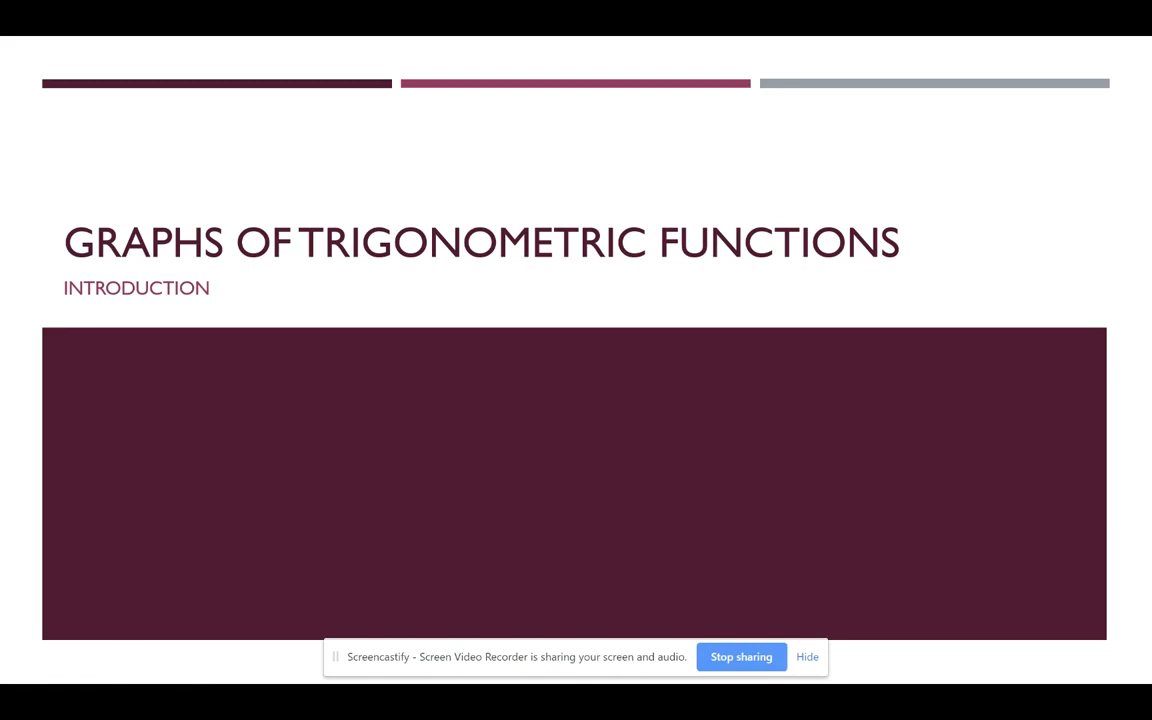 GRAPHS OF TRIGONOMETRIC FUNCTIONS
INTRODUCTION
Screencastify - Screen Video Recorder is sharing your screen and audio. Stop sharing Hide